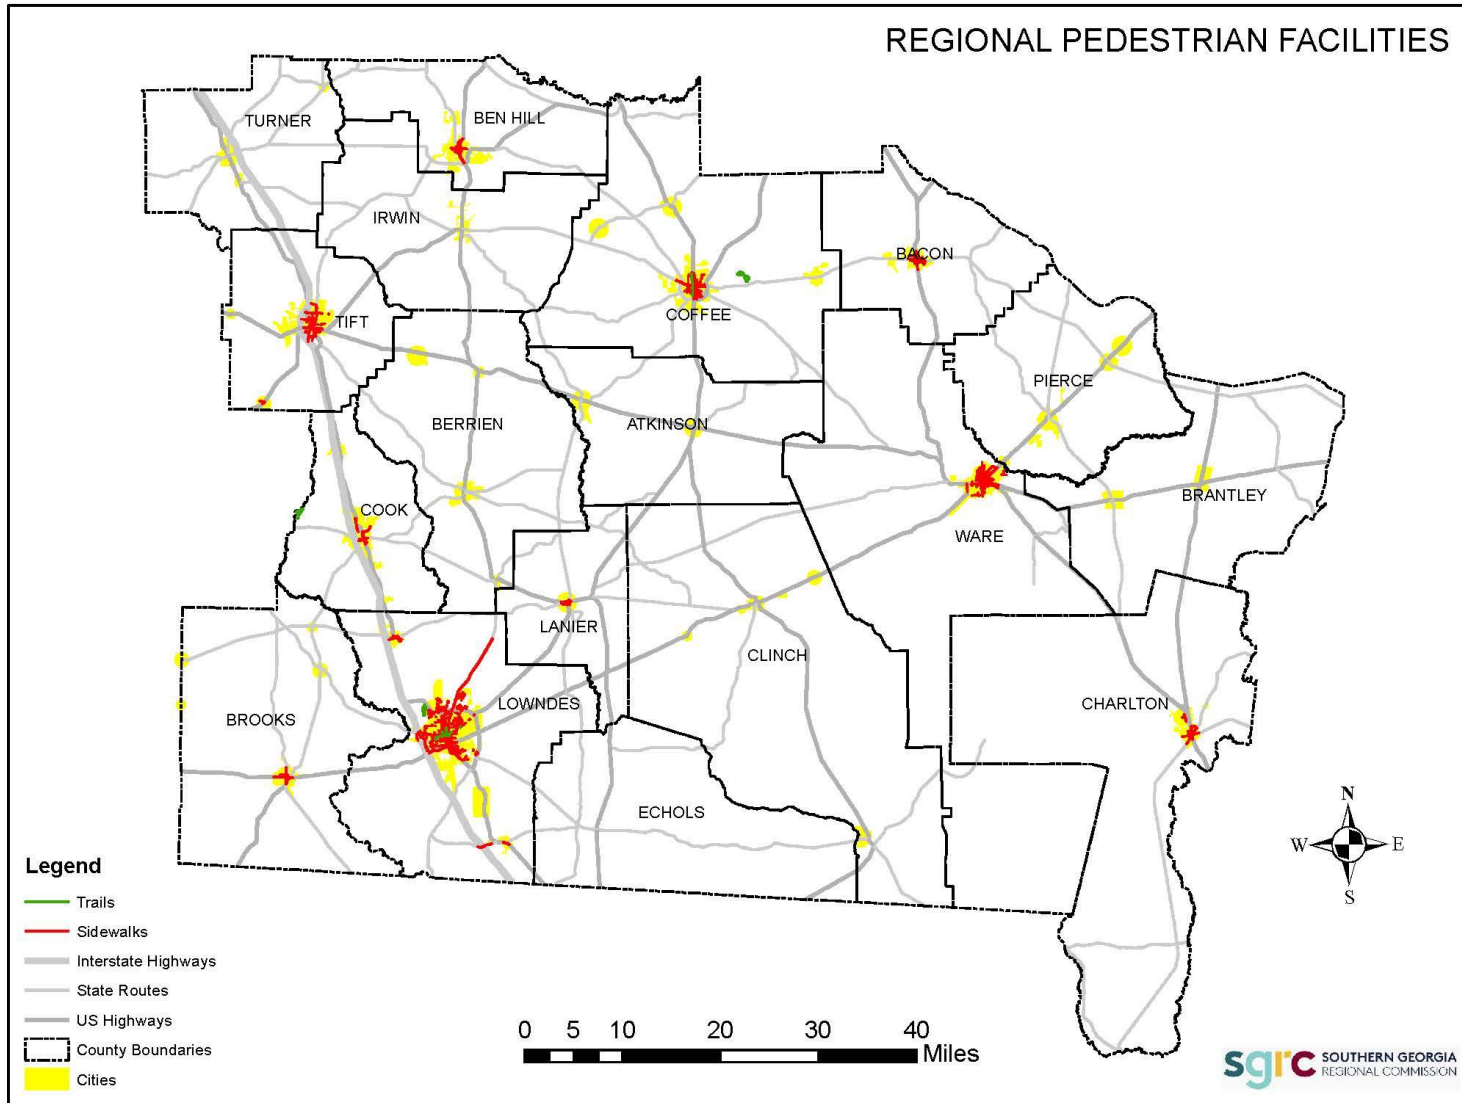 REGIONAL PEDESTRIAN FACILITIES
TURNER
BEN HILL
IRWIN
BACON
TIFT
COFFEE
PIERCE
BERRIEN
ATKINSON
COOK
BRANTLEY
WARE
LANIER
CLINCH
LOWNDES
CHARLTON
BROOKS
ECHOLS
N
W
E
S
Legend
Trails
Sidewalks
Interstate Highways
State Routes
US Highways
County Boundaries
Cities
0 5 10 20 30 40
Miles
sgrc
SOUTHERN GEORGIA
REGIONAL COMMISSION